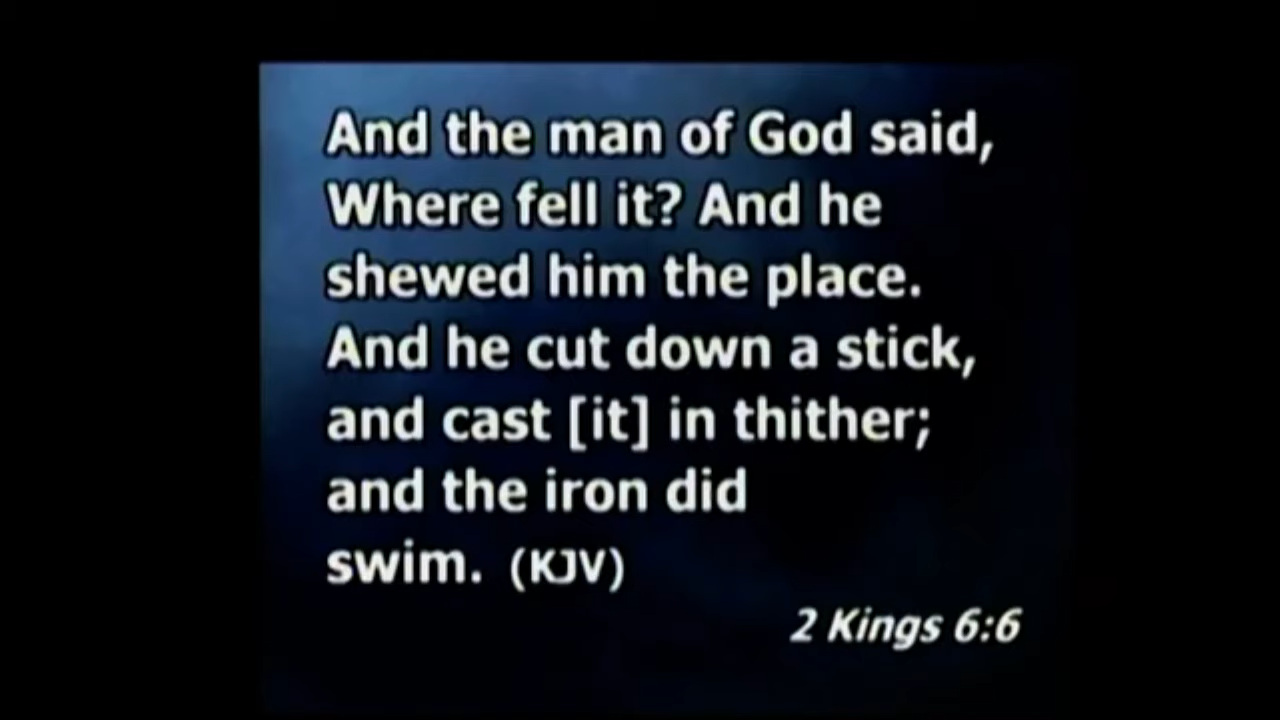 And the man of God said,
Where fell it? And he
shewed him the place.
And he cut down a stick,
and cast [it] in thither;
and the iron did
swim. (KJV)
2 Kings 6:6